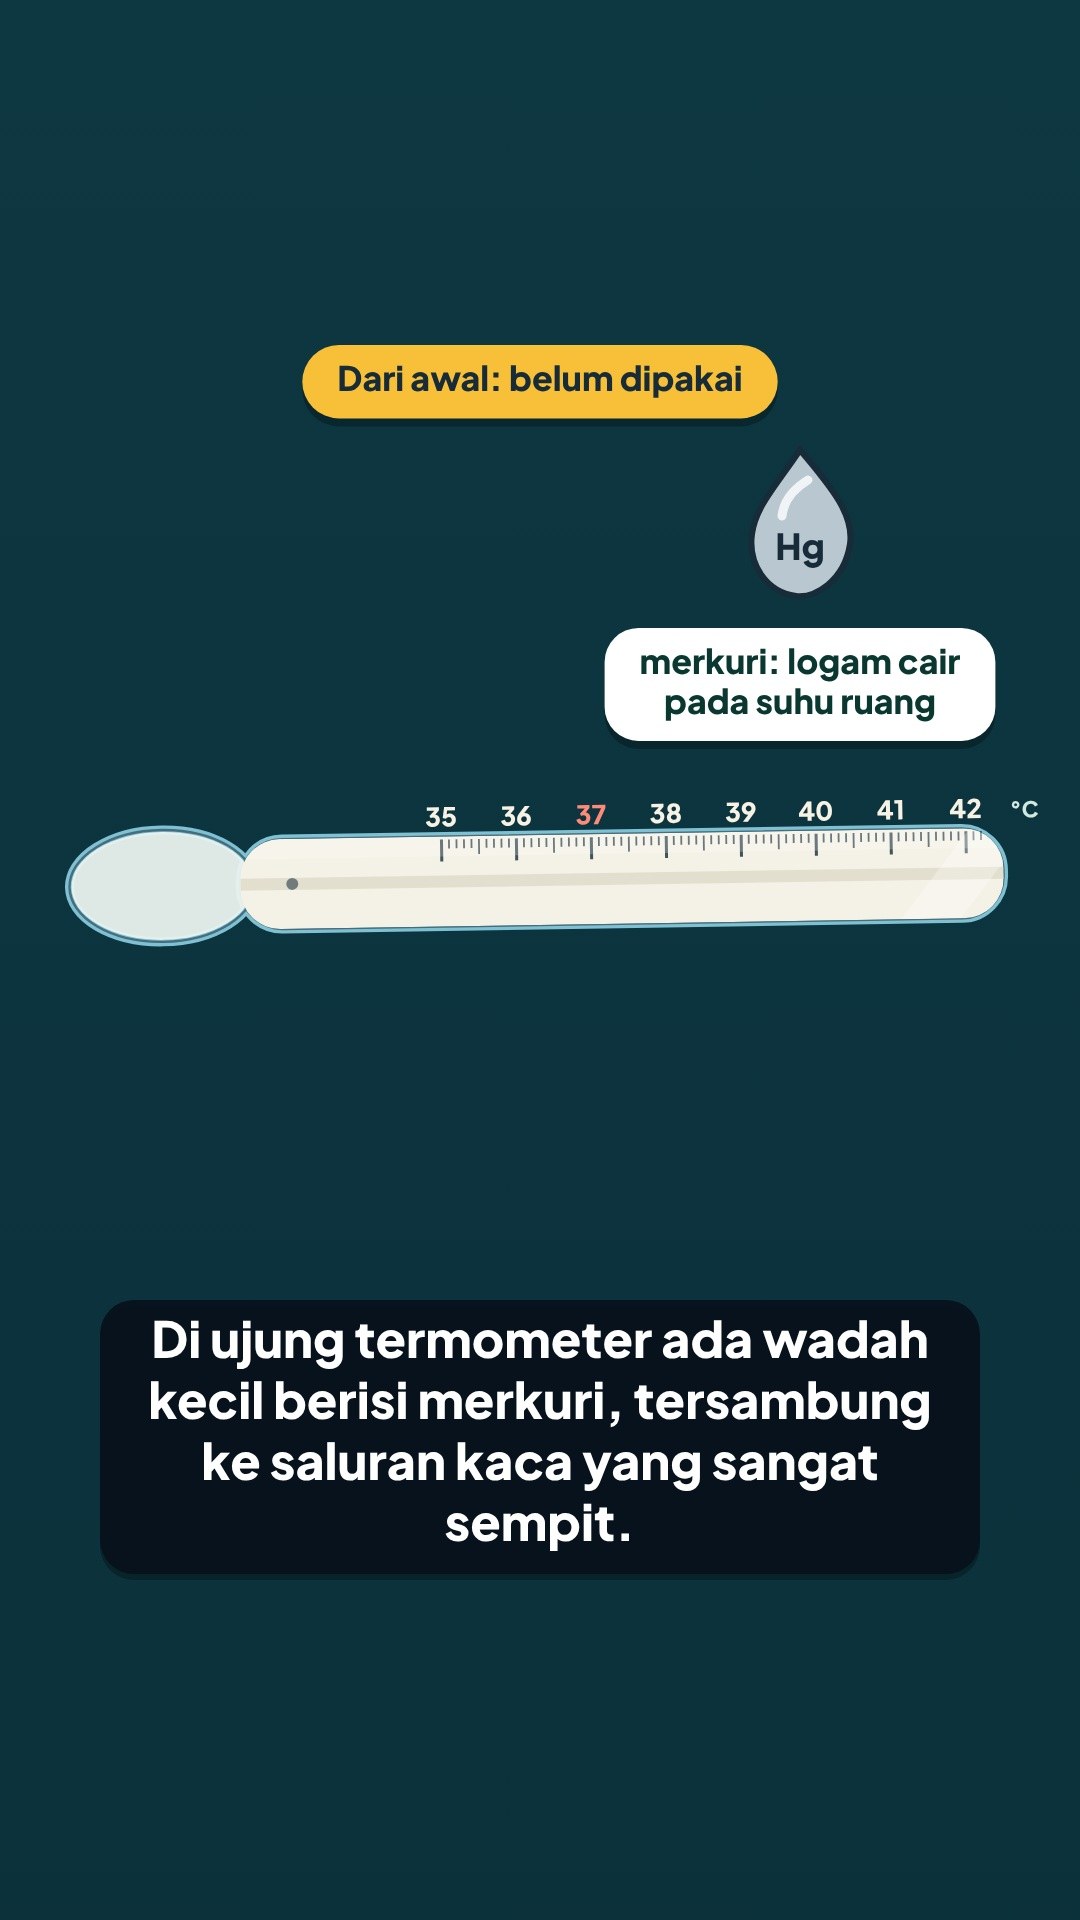 Dari awal: belum dipakai
Hg
merkuri: logam cair
pada suhu ruang
35 36 37 38 39 40 41 42 °C
Di ujung termometer ada wadah
kecil berisi merkuri, tersambung
ke saluran kaca yang sangat
sempit.